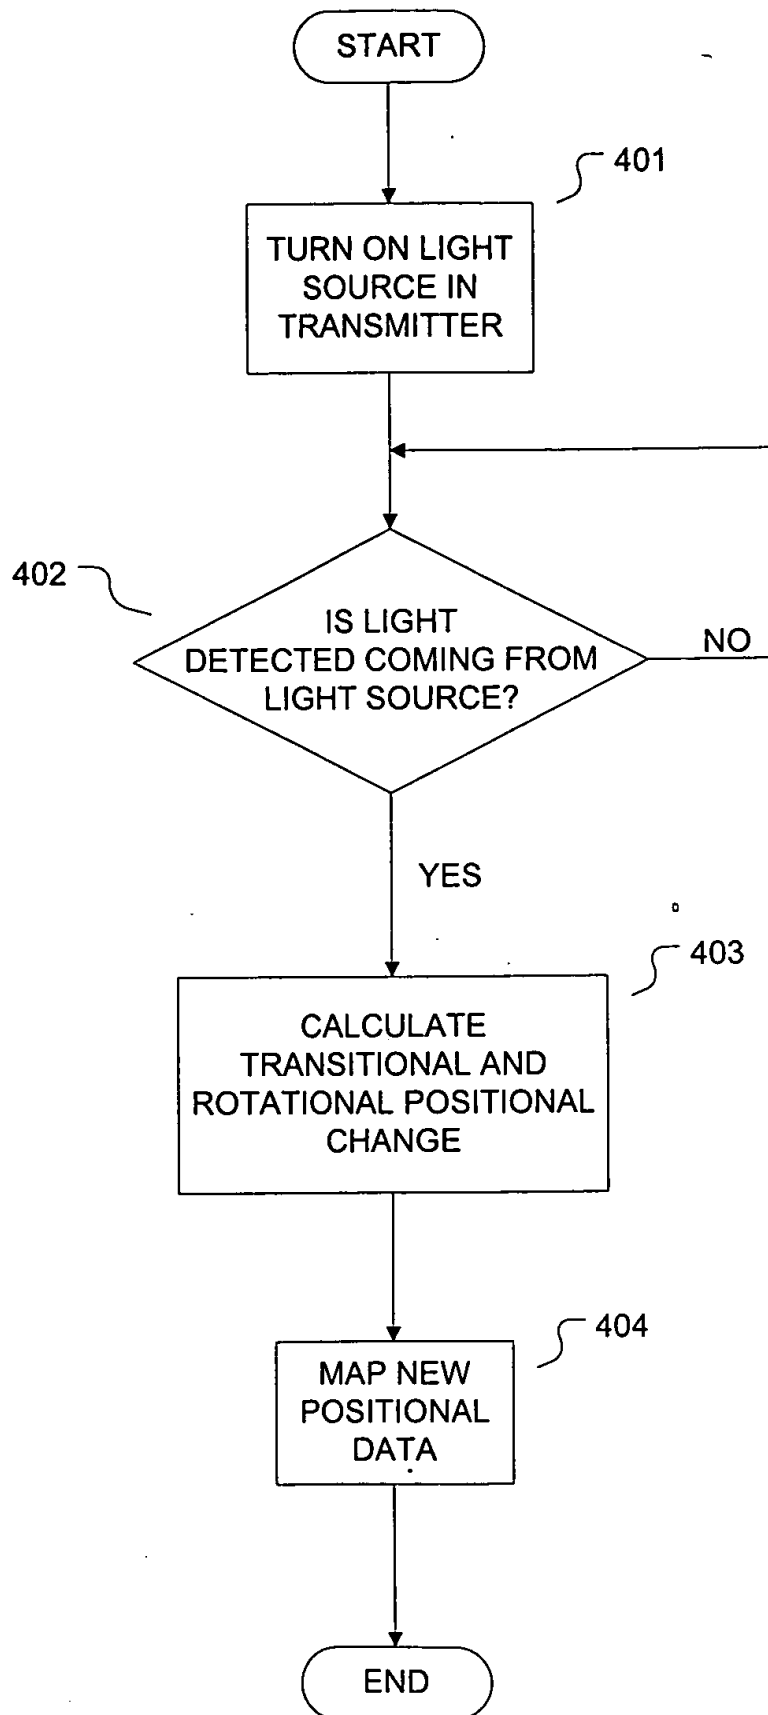 START
401
TURN ON LIGHT
SOURCE IN
TRANSMITTER
402
IS LIGHT
DETECTED COMING FROM
LIGHT SOURCE?
NO
YES
403
CALCULATE
TRANSITIONAL AND
ROTATIONAL POSITIONAL
CHANGE
404
MAP NEW
POSITIONAL
DATA
END